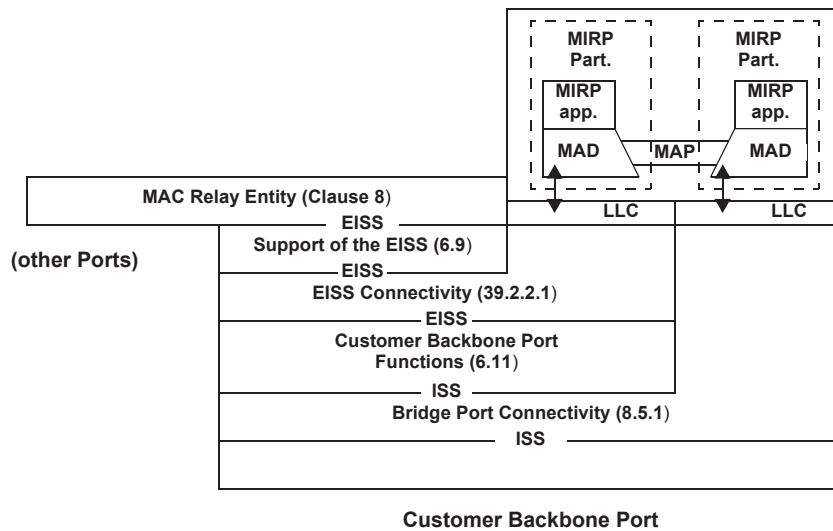 MIRP
Part.
MIRP
Part.
MIRP
app.
MIRP
app.
MAD
MAP
MAD
MAC Relay Entity (Clause 8)
LLC
LLC
EISS
Support of the EISS (6.9)
(other Ports)
EISS
EISS Connectivity (39.2.2.1)
EISS
Customer Backbone Port
Functions (6.11)
ISS
Bridge Port Connectivity (8.5.1)
ISS
Customer Backbone Port